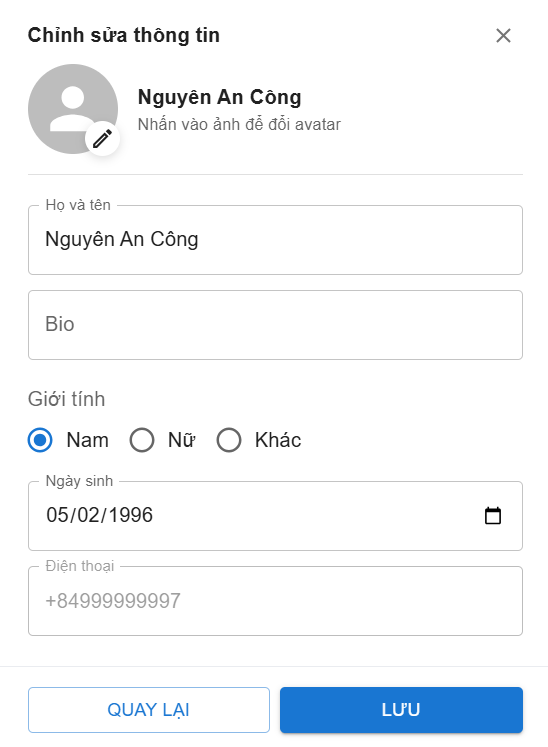 Chỉnh sửa thông tin
Nguyên An Công
Nhấn vào ảnh để đổi avatar
Họ và tên
Nguyên An Công
Bio
Giới tính
Nam
Nữ
Khác
Ngày sinh
05/02/1996
Điện thoại
+84999999997
QUAY LẠI
LƯU